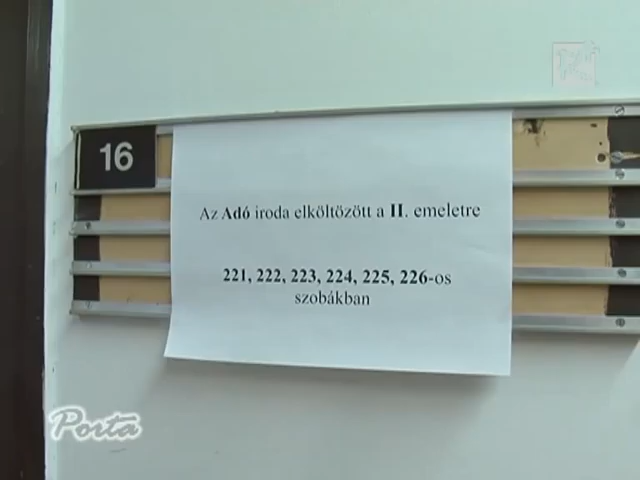 16
Az Adó iroda elköltözött a II. emeletre
221, 222, 223, 224, 225, 226-os
szobákban
Porta